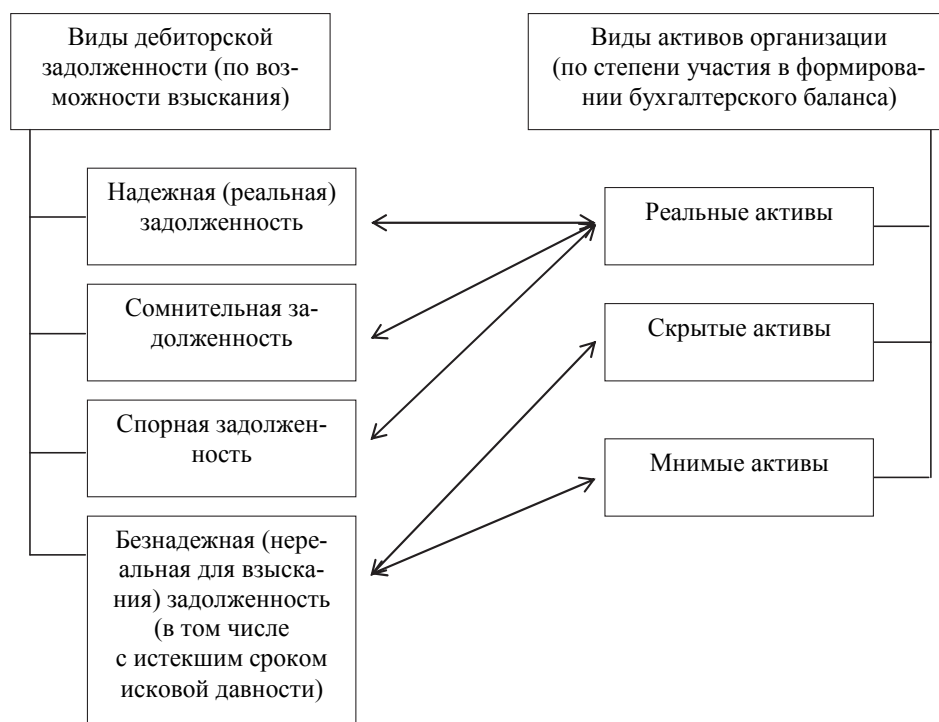 Виды дебиторской
задолженности (по воз-
можности взыскания)
Виды активов организации
(по степени участия в формирова-
нии бухгалтерского баланса)
Надежная (реальная)
задолженность
Сомнительная за-
долженность
Спорная задолжен-
ность
Безнадежная (нере-
альная для взыска-
ния) задолженность
(в том числе
с истекшим сроком
исковой давности)
Реальные активы
Скрытые активы
Мнимые активы